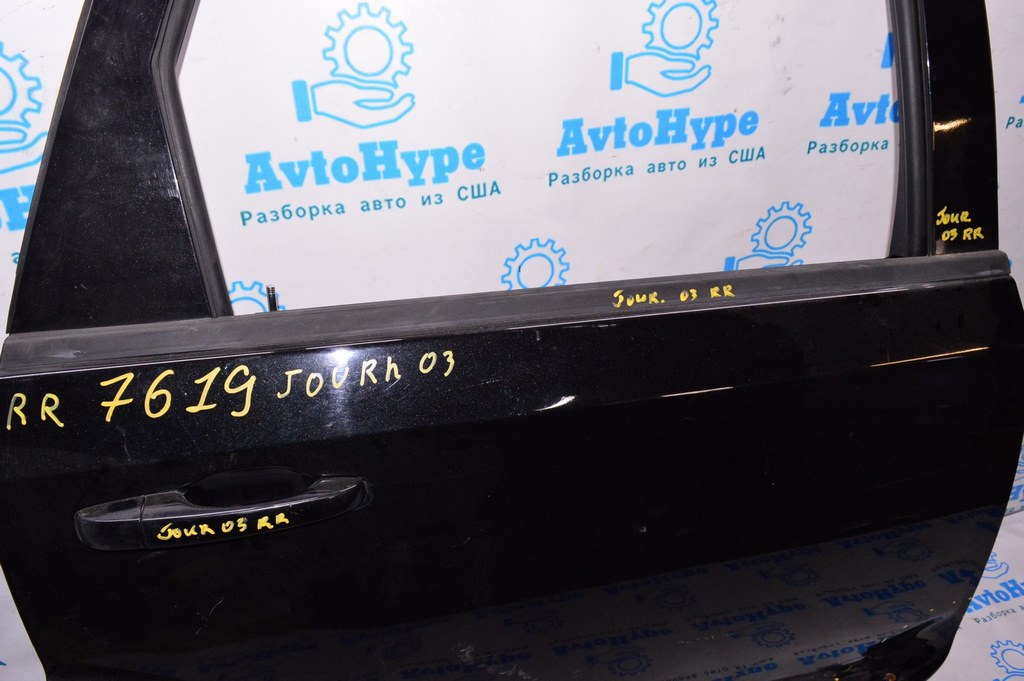 AvtoHype
Разборка авто из США
AvtoHype
Разборка авто из США
Avto
Разборка
JOUR
03 RR
JOUR. 03 RR
RR 7619 JOURh 03
JOUR 03 RR
AvtoHype